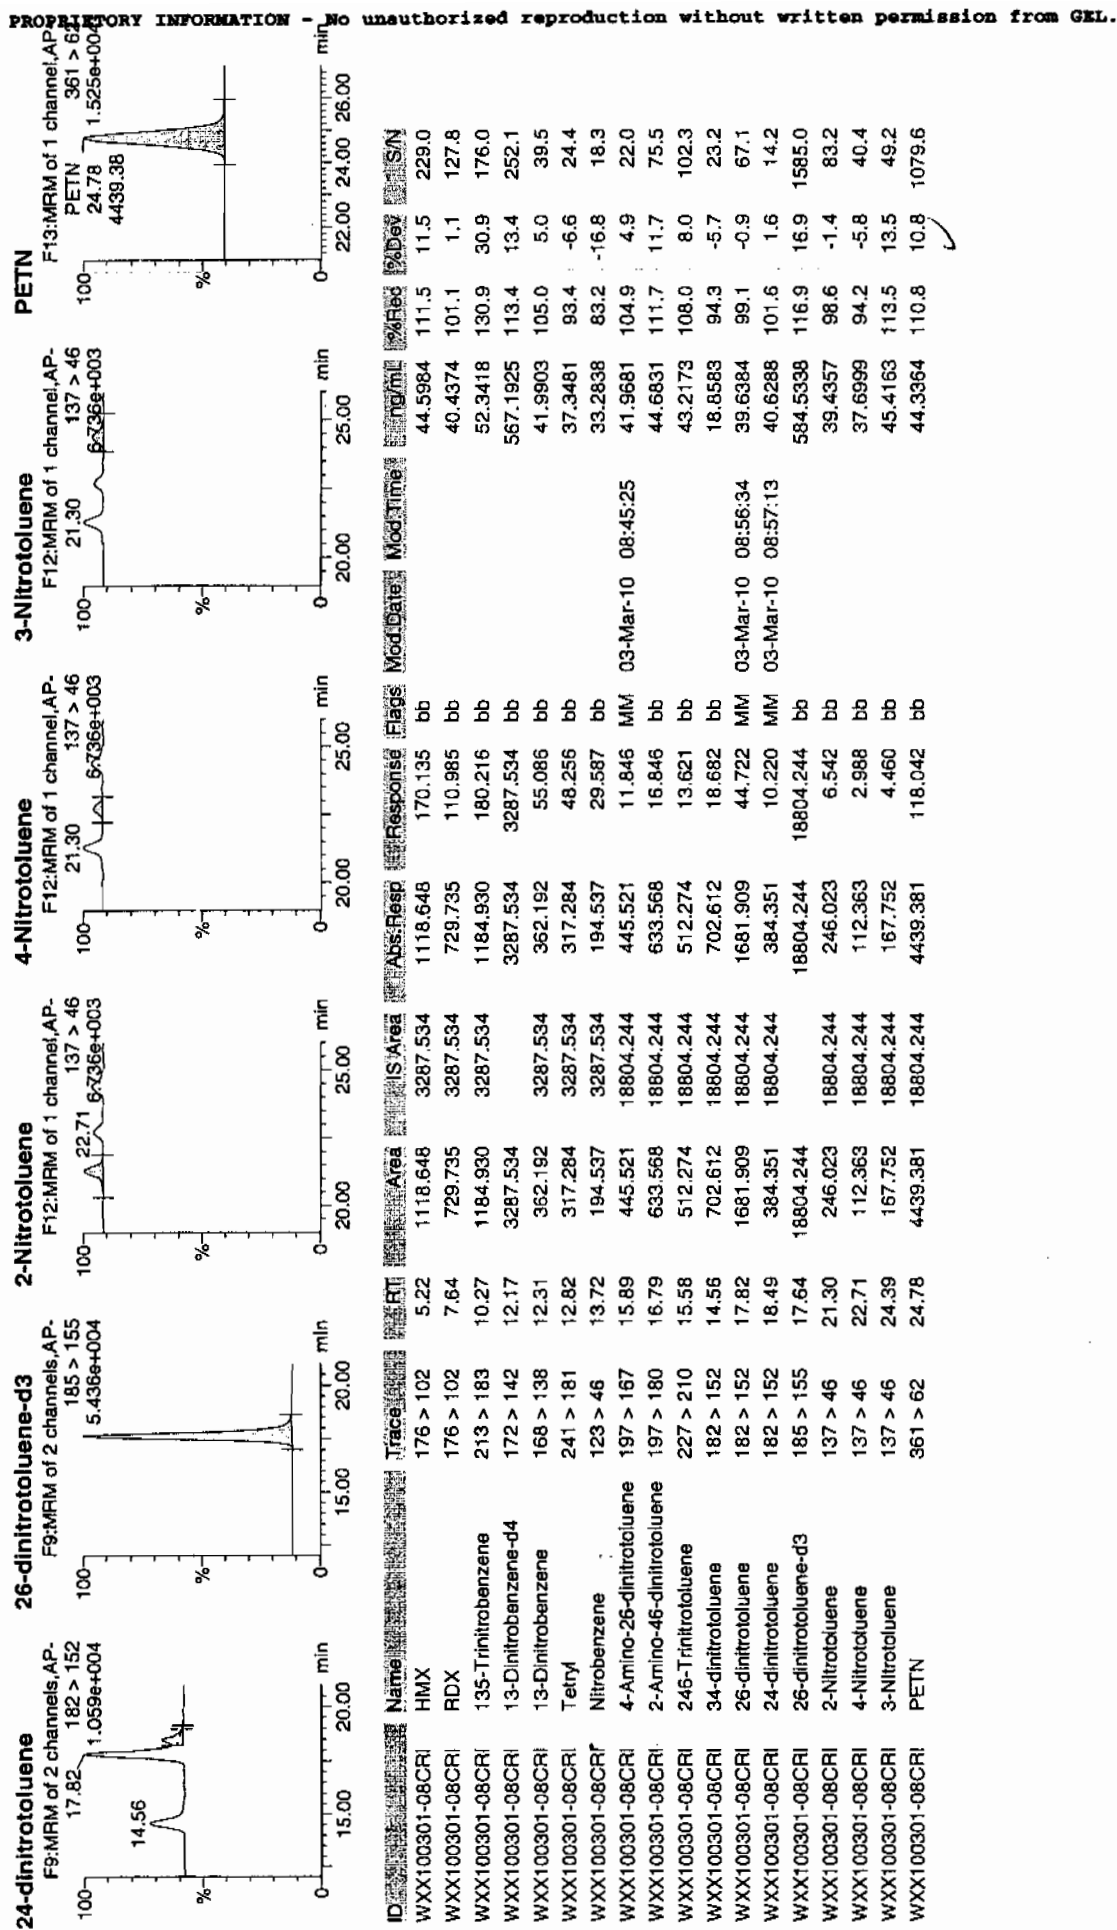 PROPRIETORY INFORMATION - No unauthorized reproduction without written permission from GEL.
24-dinitrotoluene
F9:MRM of 2 channels,AP-
182 > 152
1.059e+004
17.82
14.56
100
%
0
15.00 20.00 min
26-dinitrotoluene-d3
F9:MRM of 2 channels,AP-
185 > 155
5.436e+004
100
%
0
15.00 20.00 min
2-Nitrotoluene
F12:MRM of 1 channel,AP-
137 > 46
6.736e+003
22.71
100
%
0
20.00 25.00 min
4-Nitrotoluene
F12:MRM of 1 channel,AP-
137 > 46
6.736e+003
21.30
100
%
0
20.00 25.00 min
3-Nitrotoluene
F12:MRM of 1 channel,AP-
137 > 46
6.736e+003
21.30
100
%
0
20.00 25.00 min
PETN
F13:MRM of 1 channel,AP
361 > 62
1.525e+004
PETN
24.78
4439.38
100
%
0
22.00 24.00 26.00 min
ID Name Trace RT Area IS Area Abs.Resp Response Flags Mod.Date Mod.Time ng/mL %Rec %Dev S/N
WXX100301-08CRI HMX 176 > 102 5.22 1118.648 3287.534 1118.648 170.135 bb 44.5984 111.5 11.5 229.0
WXX100301-08CRI RDX 176 > 102 7.64 729.735 3287.534 729.735 110.985 bb 40.4374 101.1 1.1 127.8
WXX100301-08CRI 135-Trinitrobenzene 213 > 183 10.27 1184.930 3287.534 1184.930 180.216 bb 52.3418 130.9 30.9 176.0
WXX100301-08CRI 13-Dinitrobenzene-d4 172 > 142 12.17 3287.534 3287.534 3287.534 bb 567.1925 113.4 13.4 252.1
WXX100301-08CRI 13-Dinitrobenzene 168 > 138 12.31 362.192 3287.534 362.192 55.086 bb 41.9903 105.0 5.0 39.5
WXX100301-08CRI Tetryl 241 > 181 12.82 317.284 3287.534 317.284 48.256 bb 37.3481 93.4 -6.6 24.4
WXX100301-08CRI Nitrobenzene 123 > 46 13.72 194.537 3287.534 194.537 29.587 bb 33.2838 83.2 -16.8 18.3
WXX100301-08CRI 4-Amino-26-dinitrotoluene 197 > 167 15.89 445.521 18804.244 445.521 11.846 MM 03-Mar-10 08:45:25 41.9681 104.9 4.9 22.0
WXX100301-08CRI 2-Amino-46-dinitrotoluene 197 > 180 16.79 633.568 18804.244 633.568 16.846 bb 44.6831 111.7 11.7 75.5
WXX100301-08CRI 246-Trinitrotoluene 227 > 210 15.58 512.274 18804.244 512.274 13.621 bb 43.2173 108.0 8.0 102.3
WXX100301-08CRI 34-dinitrotoluene 182 > 152 14.56 702.612 18804.244 702.612 18.682 bb 18.8583 94.3 -5.7 23.2
WXX100301-08CRI 26-dinitrotoluene 182 > 152 17.82 1681.909 18804.244 1681.909 44.722 MM 03-Mar-10 08:56:34 39.6384 99.1 -0.9 67.1
WXX100301-08CRI 24-dinitrotoluene 182 > 152 18.49 384.351 18804.244 384.351 10.220 MM 03-Mar-10 08:57:13 40.6288 101.6 1.6 14.2
WXX100301-08CRI 26-dinitrotoluene-d3 185 > 155 17.64 18804.244 18804.244 18804.244 bb 584.5338 116.9 16.9 1585.0
WXX100301-08CRI 2-Nitrotoluene 137 > 46 21.30 246.023 18804.244 246.023 6.542 bb 39.4357 98.6 -1.4 83.2
WXX100301-08CRI 4-Nitrotoluene 137 > 46 22.71 112.363 18804.244 112.363 2.988 bb 37.6999 94.2 -5.8 40.4
WXX100301-08CRI 3-Nitrotoluene 137 > 46 24.39 167.752 18804.244 167.752 4.460 bb 45.4163 113.5 13.5 49.2
WXX100301-08CRI PETN 361 > 62 24.78 4439.381 18804.244 4439.381 118.042 bb 44.3364 110.8 10.8 1079.6